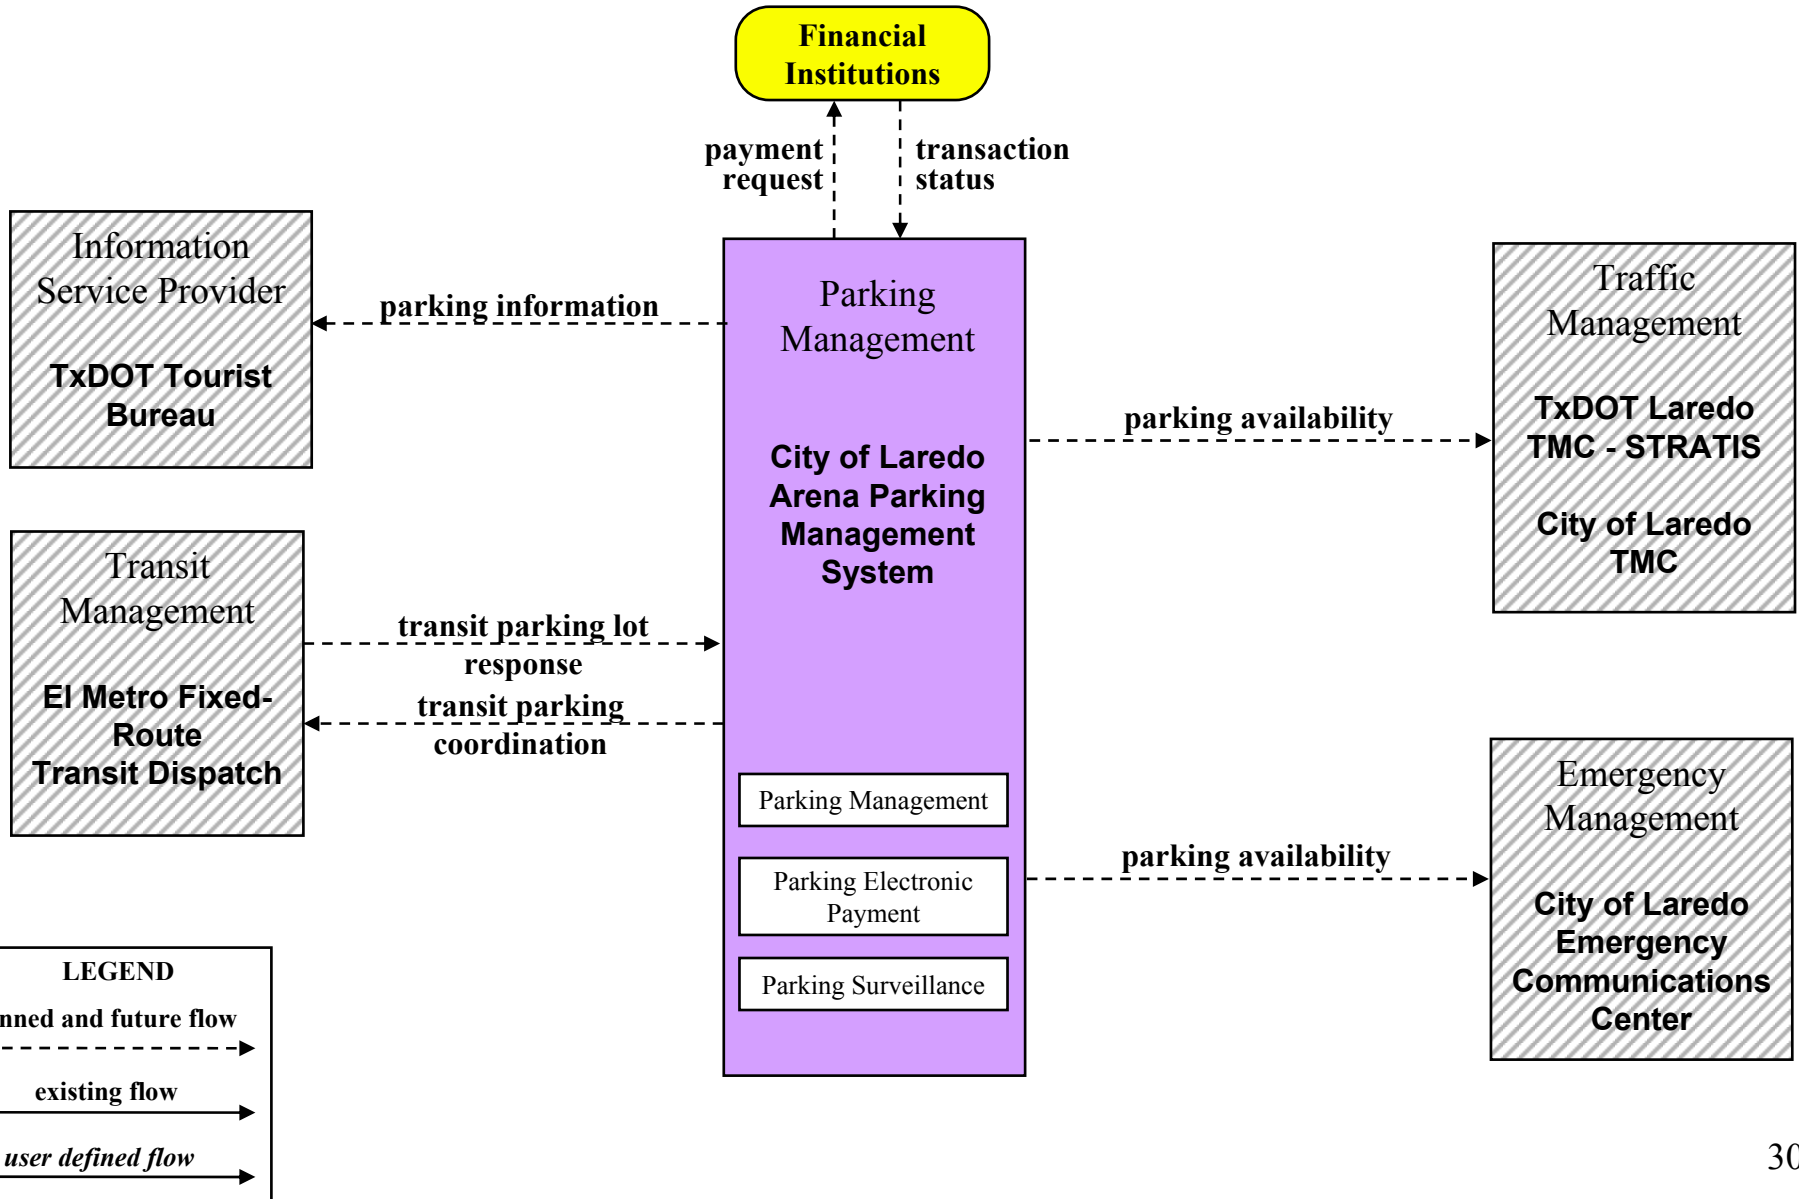 Financial
Institutions
payment
request
transaction
status
Information
Service Provider
TxDOT Tourist
Bureau
parking information
Parking
Management
City of Laredo
Arena Parking
Management
System
Traffic
Management
TxDOT Laredo
TMC - STRATIS
City of Laredo
TMC
parking availability
Transit
Management
El Metro Fixed-
Route
Transit Dispatch
transit parking lot
response
transit parking
coordination
Parking Management
Parking Electronic
Payment
Parking Surveillance
parking availability
Emergency
Management
City of Laredo
Emergency
Communications
Center
LEGEND
nned and future flow
existing flow
user defined flow
30